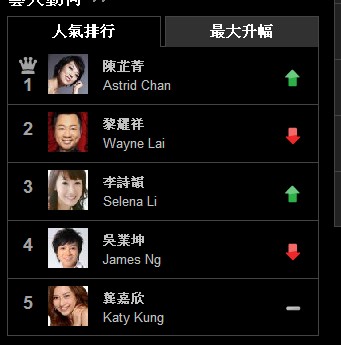 藝人動向 >>
人氣排行
最大升幅
1
陳芷菁
Astrid Chan
2
黎耀祥
Wayne Lai
3
李詩韻
Selena Li
4
吳業坤
James Ng
5
龔嘉欣
Katy Kung